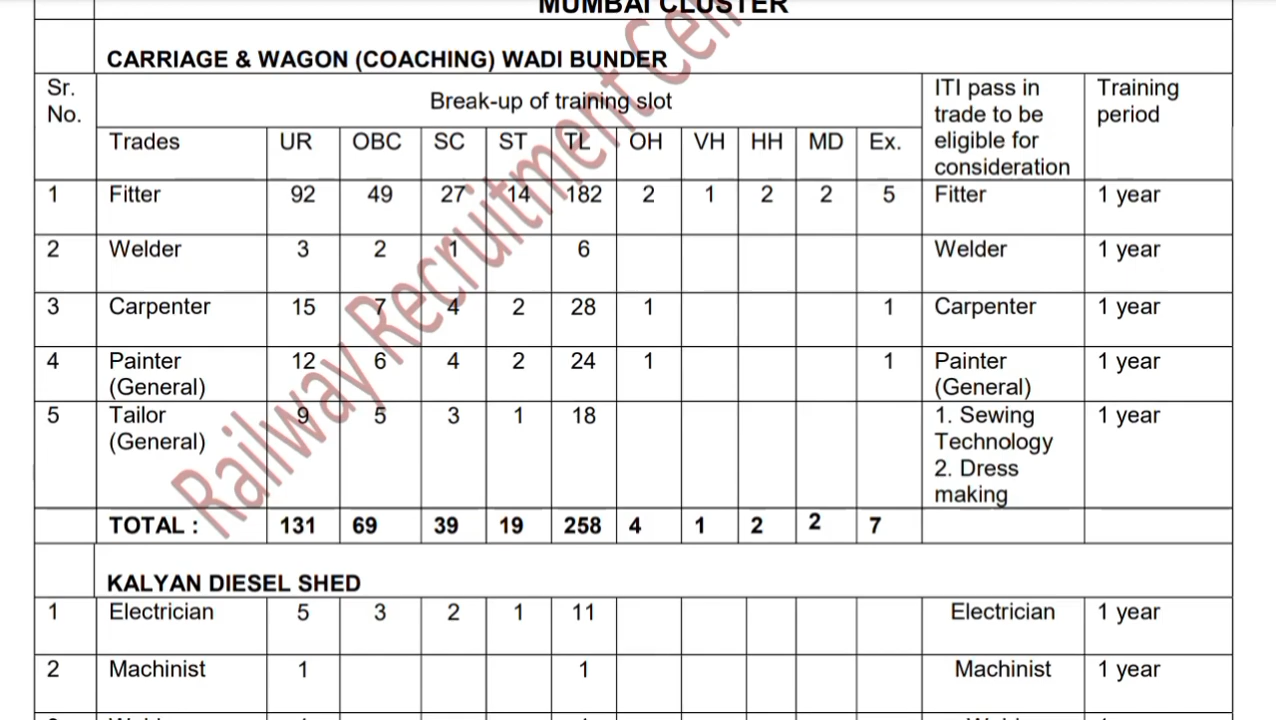 MUMBAI CLUSTER
CARRIAGE & WAGON (COACHING) WADI BUNDER
Sr. No. Break-up of training slot ITI pass in trade to be eligible for consideration Training period
Trades UR OBC SC ST TL OH VH HH MD Ex.
1 Fitter 92 49 27 14 182 2 1 2 2 5 Fitter 1 year
2 Welder 3 2 1 6 Welder 1 year
3 Carpenter 15 7 4 2 28 1 1 Carpenter 1 year
4 Painter (General) 12 6 4 2 24 1 1 Painter (General) 1 year
5 Tailor (General) 9 5 3 1 18 1. Sewing Technology 2. Dress making 1 year
TOTAL : 131 69 39 19 258 4 1 2 2 7
KALYAN DIESEL SHED
1 Electrician 5 3 2 1 11 Electrician 1 year
2 Machinist 1 1 Machinist 1 year
Railway Recruitment Cen